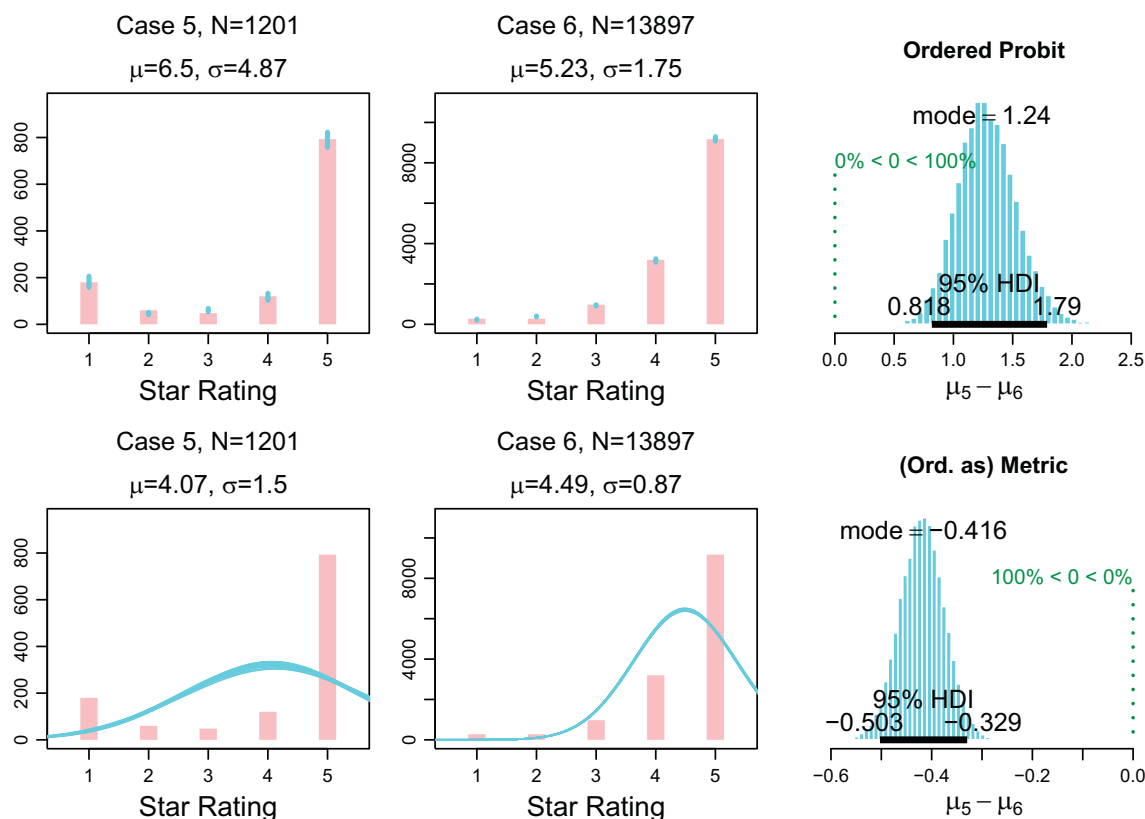 Case 5, N=1201
μ=6.5, σ=4.87
0 200 400 600 800
1 2 3 4 5
Star Rating
Case 6, N=13897
μ=5.23, σ=1.75
0 4000 8000
1 2 3 4 5
Star Rating
Ordered Probit
mode = 1.24
0% < 0 < 100%
95% HDI
0.818 1.79
0.0 0.5 1.0 1.5 2.0 2.5
μ5 − μ6
Case 5, N=1201
μ=4.07, σ=1.5
0 200 400 600 800
1 2 3 4 5
Star Rating
Case 6, N=13897
μ=4.49, σ=0.87
0 4000 8000
1 2 3 4 5
Star Rating
(Ord. as) Metric
mode = −0.416
100% < 0 < 0%
95% HDI
−0.503 −0.329
−0.6 −0.4 −0.2 0.0
μ5 − μ6